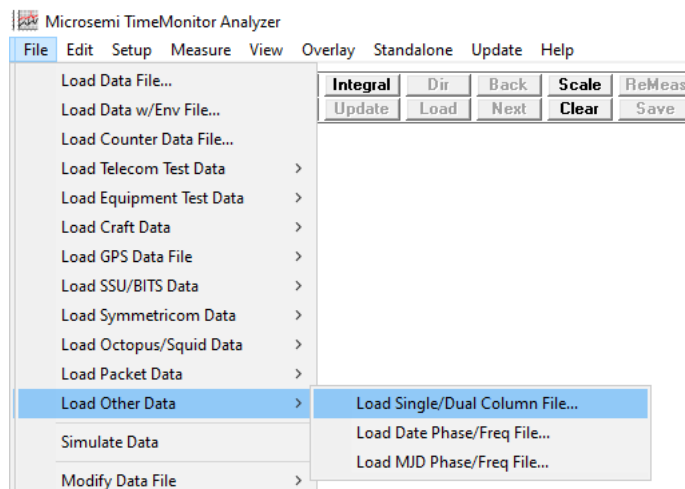 Microsemi TimeMonitor Analyzer
File Edit Setup Measure View Overlay Standalone Update Help
Integral Dir Back Scale ReMeas
Update Load Next Clear Save
Load Data File...
Load Data w/Env File...
Load Counter Data File...
Load Telecom Test Data >
Load Equipment Test Data >
Load Craft Data >
Load GPS Data File >
Load SSU/BITS Data >
Load Symmetricom Data >
Load Octopus/Squid Data >
Load Packet Data >
Load Other Data >
Load Single/Dual Column File...
Load Date Phase/Freq File...
Load MJD Phase/Freq File...
Simulate Data
Modify Data File >